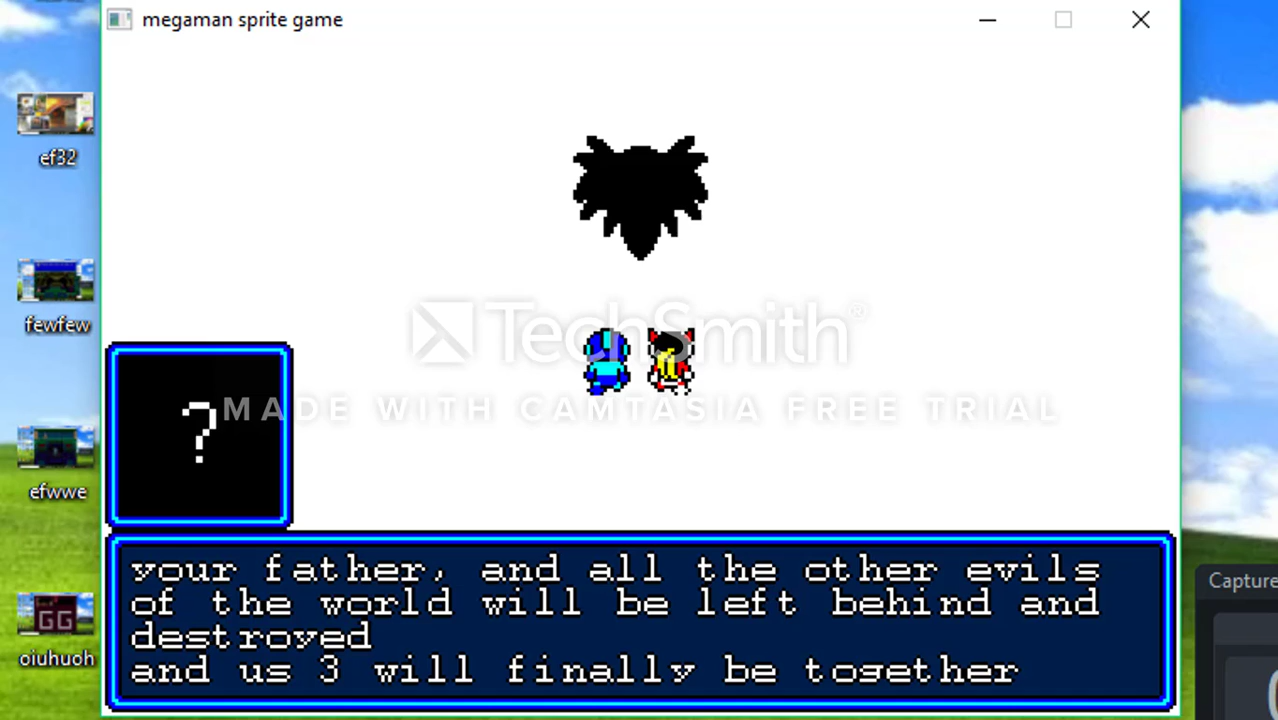 megaman sprite game
ef32
fewfew
TechSmith®
?
MADE WITH CAMTASIA FREE TRIAL
efwwe
your father, and all the other evils
of the world will be left behind and
destroyed
and us 3 will finally be together
Capture
GG
oiuhuoh